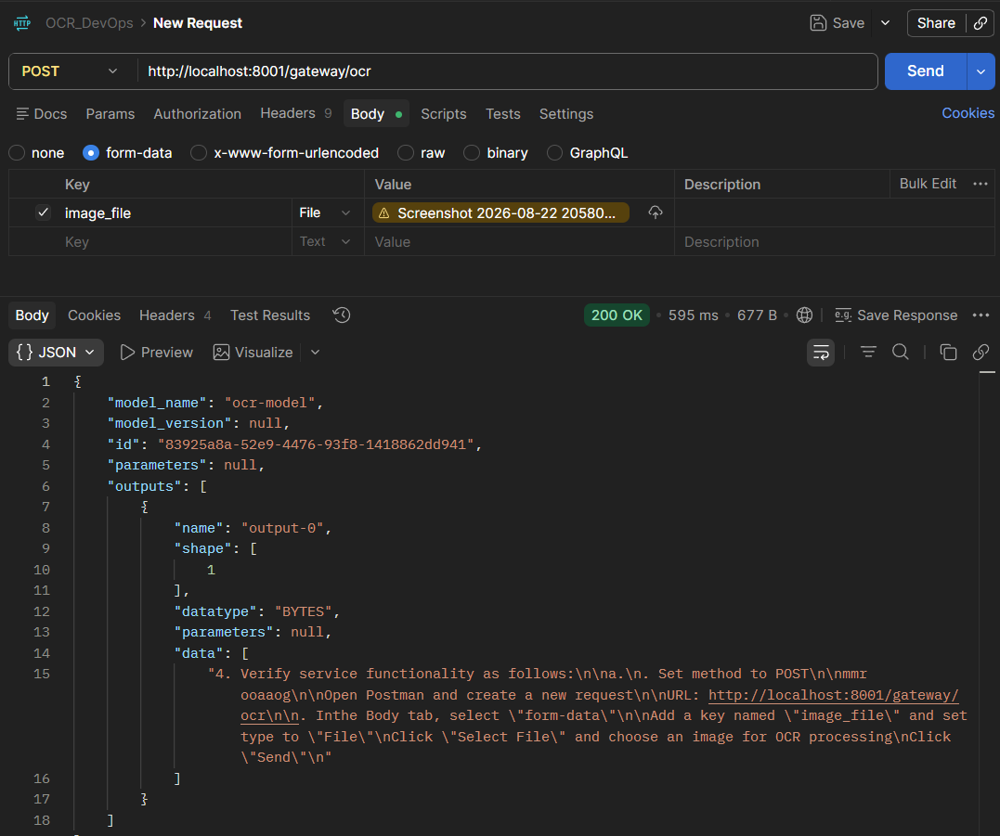 HTTP OCR_DevOps > New Request Save Share
POST http://localhost:8001/gateway/ocr Send
Docs Params Authorization Headers 9 Body Scripts Tests Settings Cookies
none form-data x-www-form-urlencoded raw binary GraphQL
Key Value Description Bulk Edit ...
image_file File Screenshot 2026-08-22 20580...
Key Text Value Description
Body Cookies Headers 4 Test Results 200 OK • 595 ms • 677 B • e.g. Save Response ...
{} JSON Preview Visualize
1 {
2 "model_name": "ocr-model",
3 "model_version": null,
4 "id": "83925a8a-52e9-4476-93f8-1418862dd941",
5 "parameters": null,
6 "outputs": [
7 {
8 "name": "output-0",
9 "shape": [
10 1
11 ],
12 "datatype": "BYTES",
13 "parameters": null,
14 "data": [
15 "4. Verify service functionality as follows:\n\na.\n. Set method to POST\n\nmmr
ooaaog\n\nOpen Postman and create a new request\n\nURL: http://localhost:8001/gateway/
ocr\n\n. Inthe Body tab, select \"form-data\"\n\nAdd a key named \"image_file\" and set
type to \"File\"\nClick \"Select File\" and choose an image for OCR processing\nClick
\"Send\"\n"
16 ]
17 }
18 ]